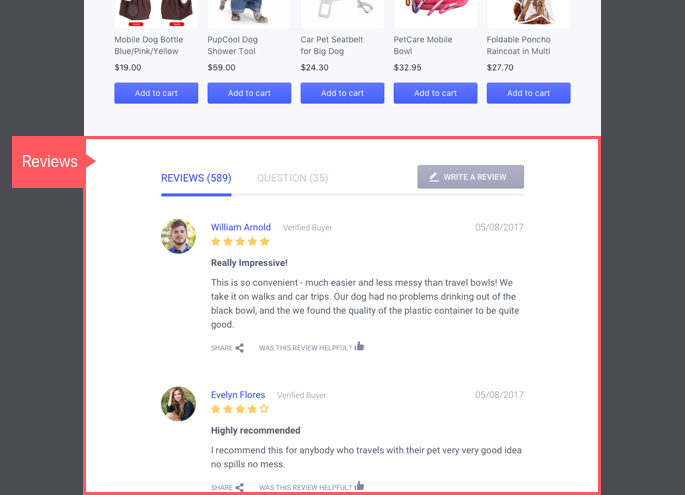 Mobile Dog Bottle
Blue/Pink/Yellow
$19.00
Add to cart
PupCool Dog
Shower Tool
$59.00
Add to cart
Car Pet Seatbelt
for Big Dog
$24.30
Add to cart
PetCare Mobile
Bowl
$32.95
Add to cart
Foldable Poncho
Raincoat in Multi
$27.70
Add to cart
Reviews
REVIEWS (589)
QUESTION (35)
WRITE A REVIEW
William Arnold Verified Buyer 05/08/2017
Really Impressive!
This is so convenient - much easier and less messy than travel bowls! We
take it on walks and car trips. Our dog had no problems drinking out of the
black bowl, and the we found the quality of the plastic container to be quite
good.
SHARE WAS THIS REVIEW HELPFUL?
Evelyn Flores Verified Buyer 05/08/2017
Highly recommended
I recommend this for anybody who travels with their pet very very good idea
no spills no mess.
SHARE WAS THIS REVIEW HELPFUL?